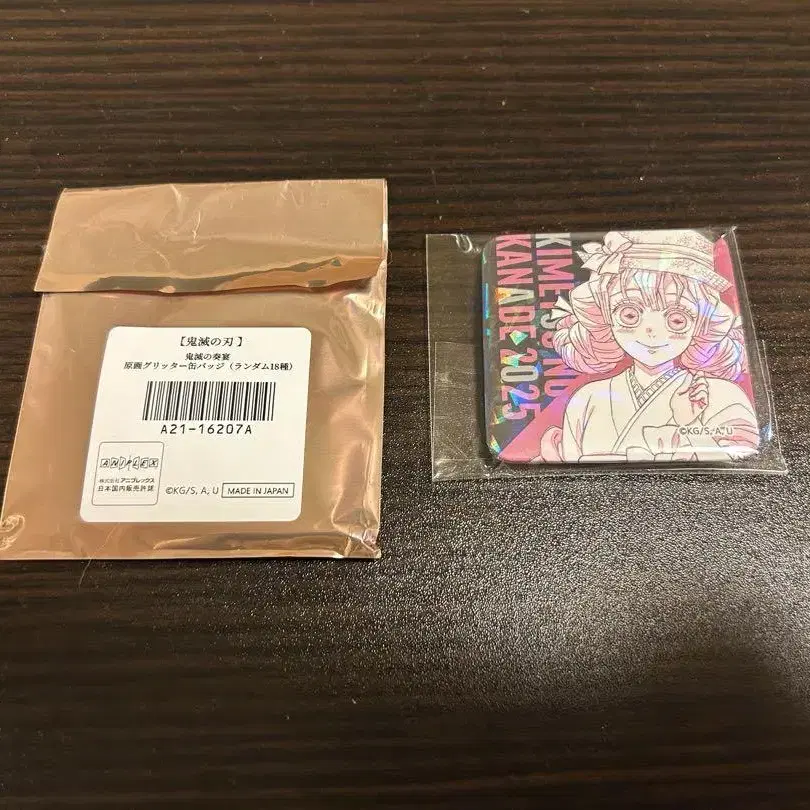 【鬼滅の刃】
鬼滅の奏宴
原画グリッター缶バッジ（ランダム18種）
A21-16207A
ANIPLEX
株式会社アニプレックス
日本国内販売許諾
©KG/S, A, U
MADE IN JAPAN
KIMETSU NO
KANADE 2025
©KG/S, A, U